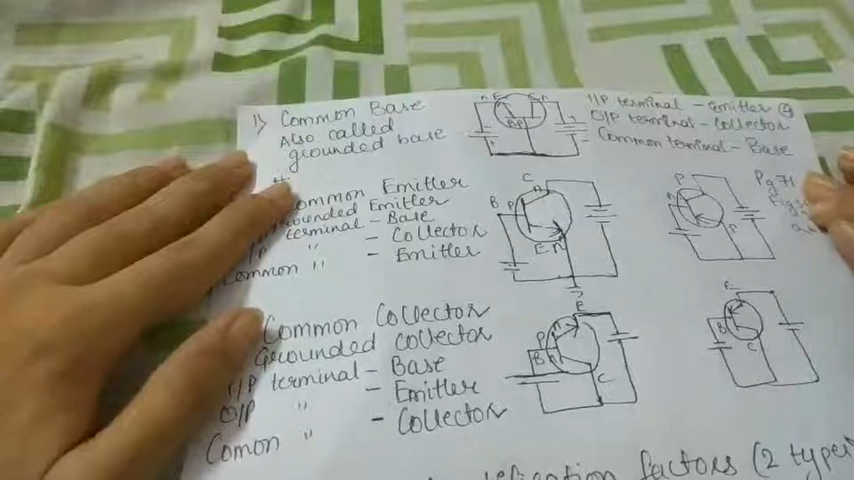 1) Common Base
Also called
grounded base
I/P terminal - Emitter
O/P terminal - Collector
Common terminal - Base
n E C n
B P
Common Emitter
Grounded Emitter
terminal - Base
I/P " - Collector
Common " - Emitter
C
n
B P
E n
P
n
P
Pg 71
Common Collector
Grounded collector
I/P terminal - Base
O/P " - Emitter
Comon " - Collector
E
n
P
B
n
C
E
B
C
factors (2 types